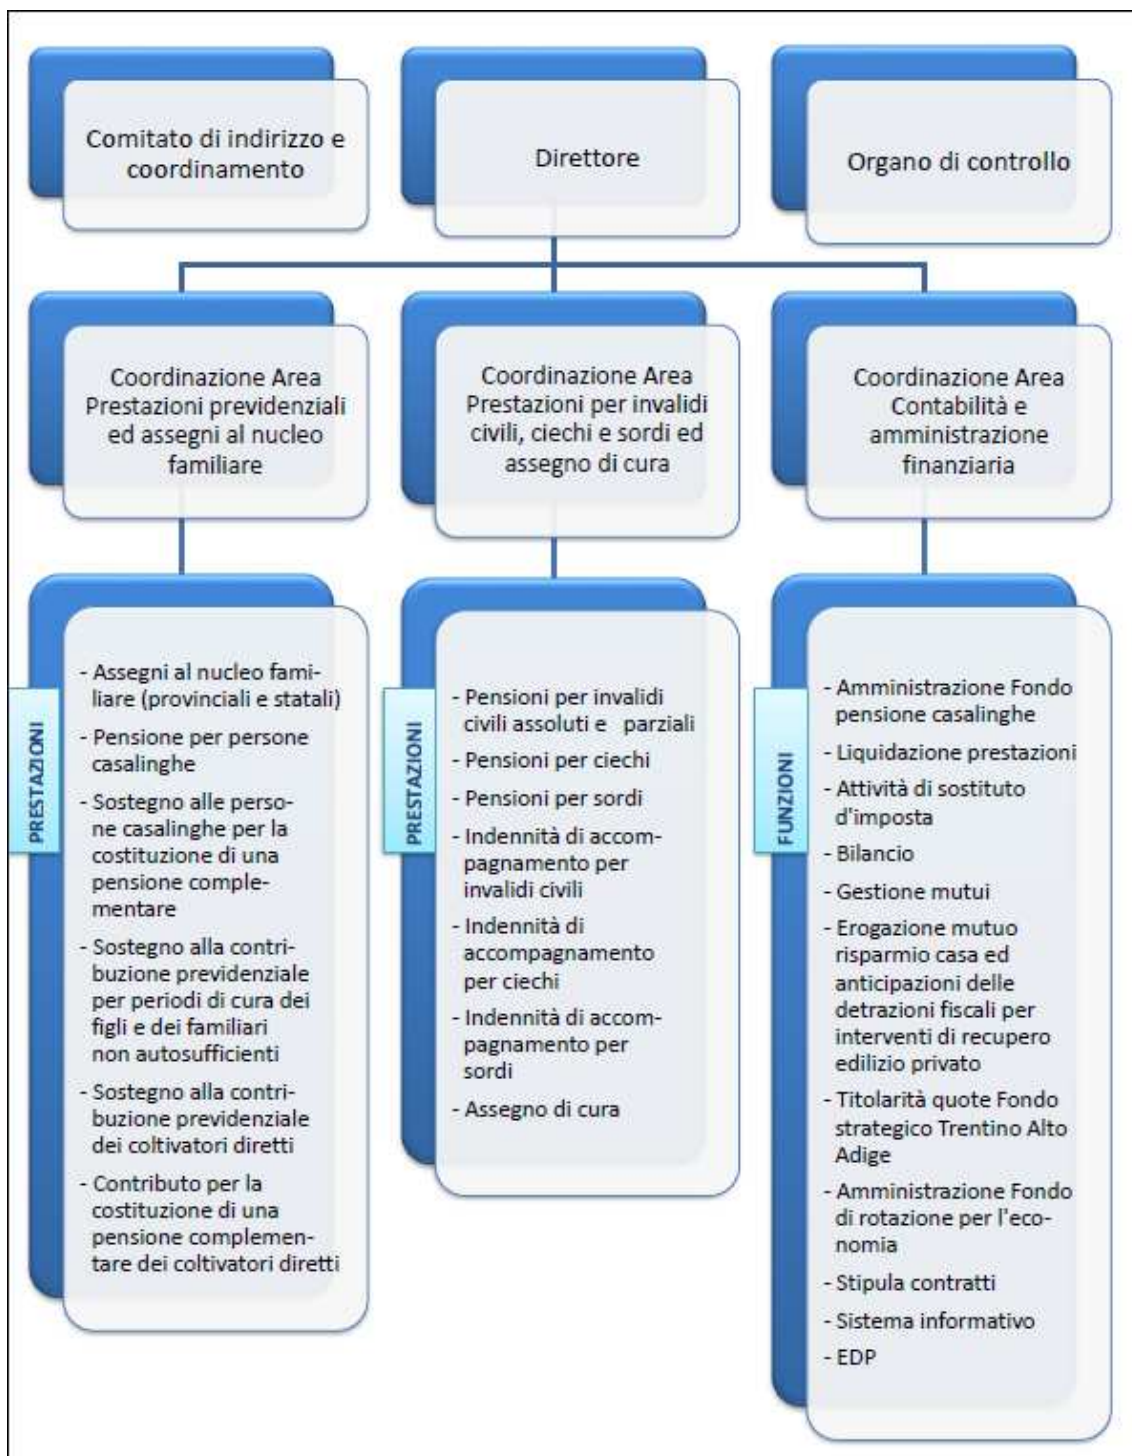 Comitato di indirizzo e
coordinamento
Direttore
Organo di controllo
Coordinazione Area
Prestazioni previdenziali
ed assegni al nucleo
familiare
Coordinazione Area
Prestazioni per invalidi
civili, ciechi e sordi ed
assegno di cura
Coordinazione Area
Contabilità e
amministrazione
finanziaria
PRESTAZIONI
- Assegni al nucleo fami-
liare (provinciali e statali)
- Pensione per persone
casalinghe
- Sostegno alle perso-
ne casalinghe per la
costituzione di una
pensione comple-
mentare
- Sostegno alla contri-
buzione previdenziale
per periodi di cura dei
figli e dei familiari
non autosufficienti
- Sostegno alla contri-
buzione previdenziale
dei coltivatori diretti
- Contributo per la
costituzione di una
pensione complemen-
tare dei coltivatori diretti
PRESTAZIONI
- Pensioni per invalidi
civili assoluti e parziali
- Pensioni per ciechi
- Pensioni per sordi
- Indennità di accom-
pagnamento per
invalidi civili
- Indennità di
accompagnamento
per ciechi
- Indennità di accom-
pagnamento per
sordi
- Assegno di cura
FUNZIONI
- Amministrazione Fondo
pensione casalinghe
- Liquidazione prestazioni
- Attività di sostituto
d'imposta
- Bilancio
- Gestione mutui
- Erogazione mutuo
risparmio casa ed
anticipazioni delle
detrazioni fiscali per
interventi di recupero
edilizio privato
- Titolarità quote Fondo
strategico Trentino Alto
Adige
- Amministrazione Fondo
di rotazione per l'eco-
nomia
- Stipula contratti
- Sistema informativo
- EDP